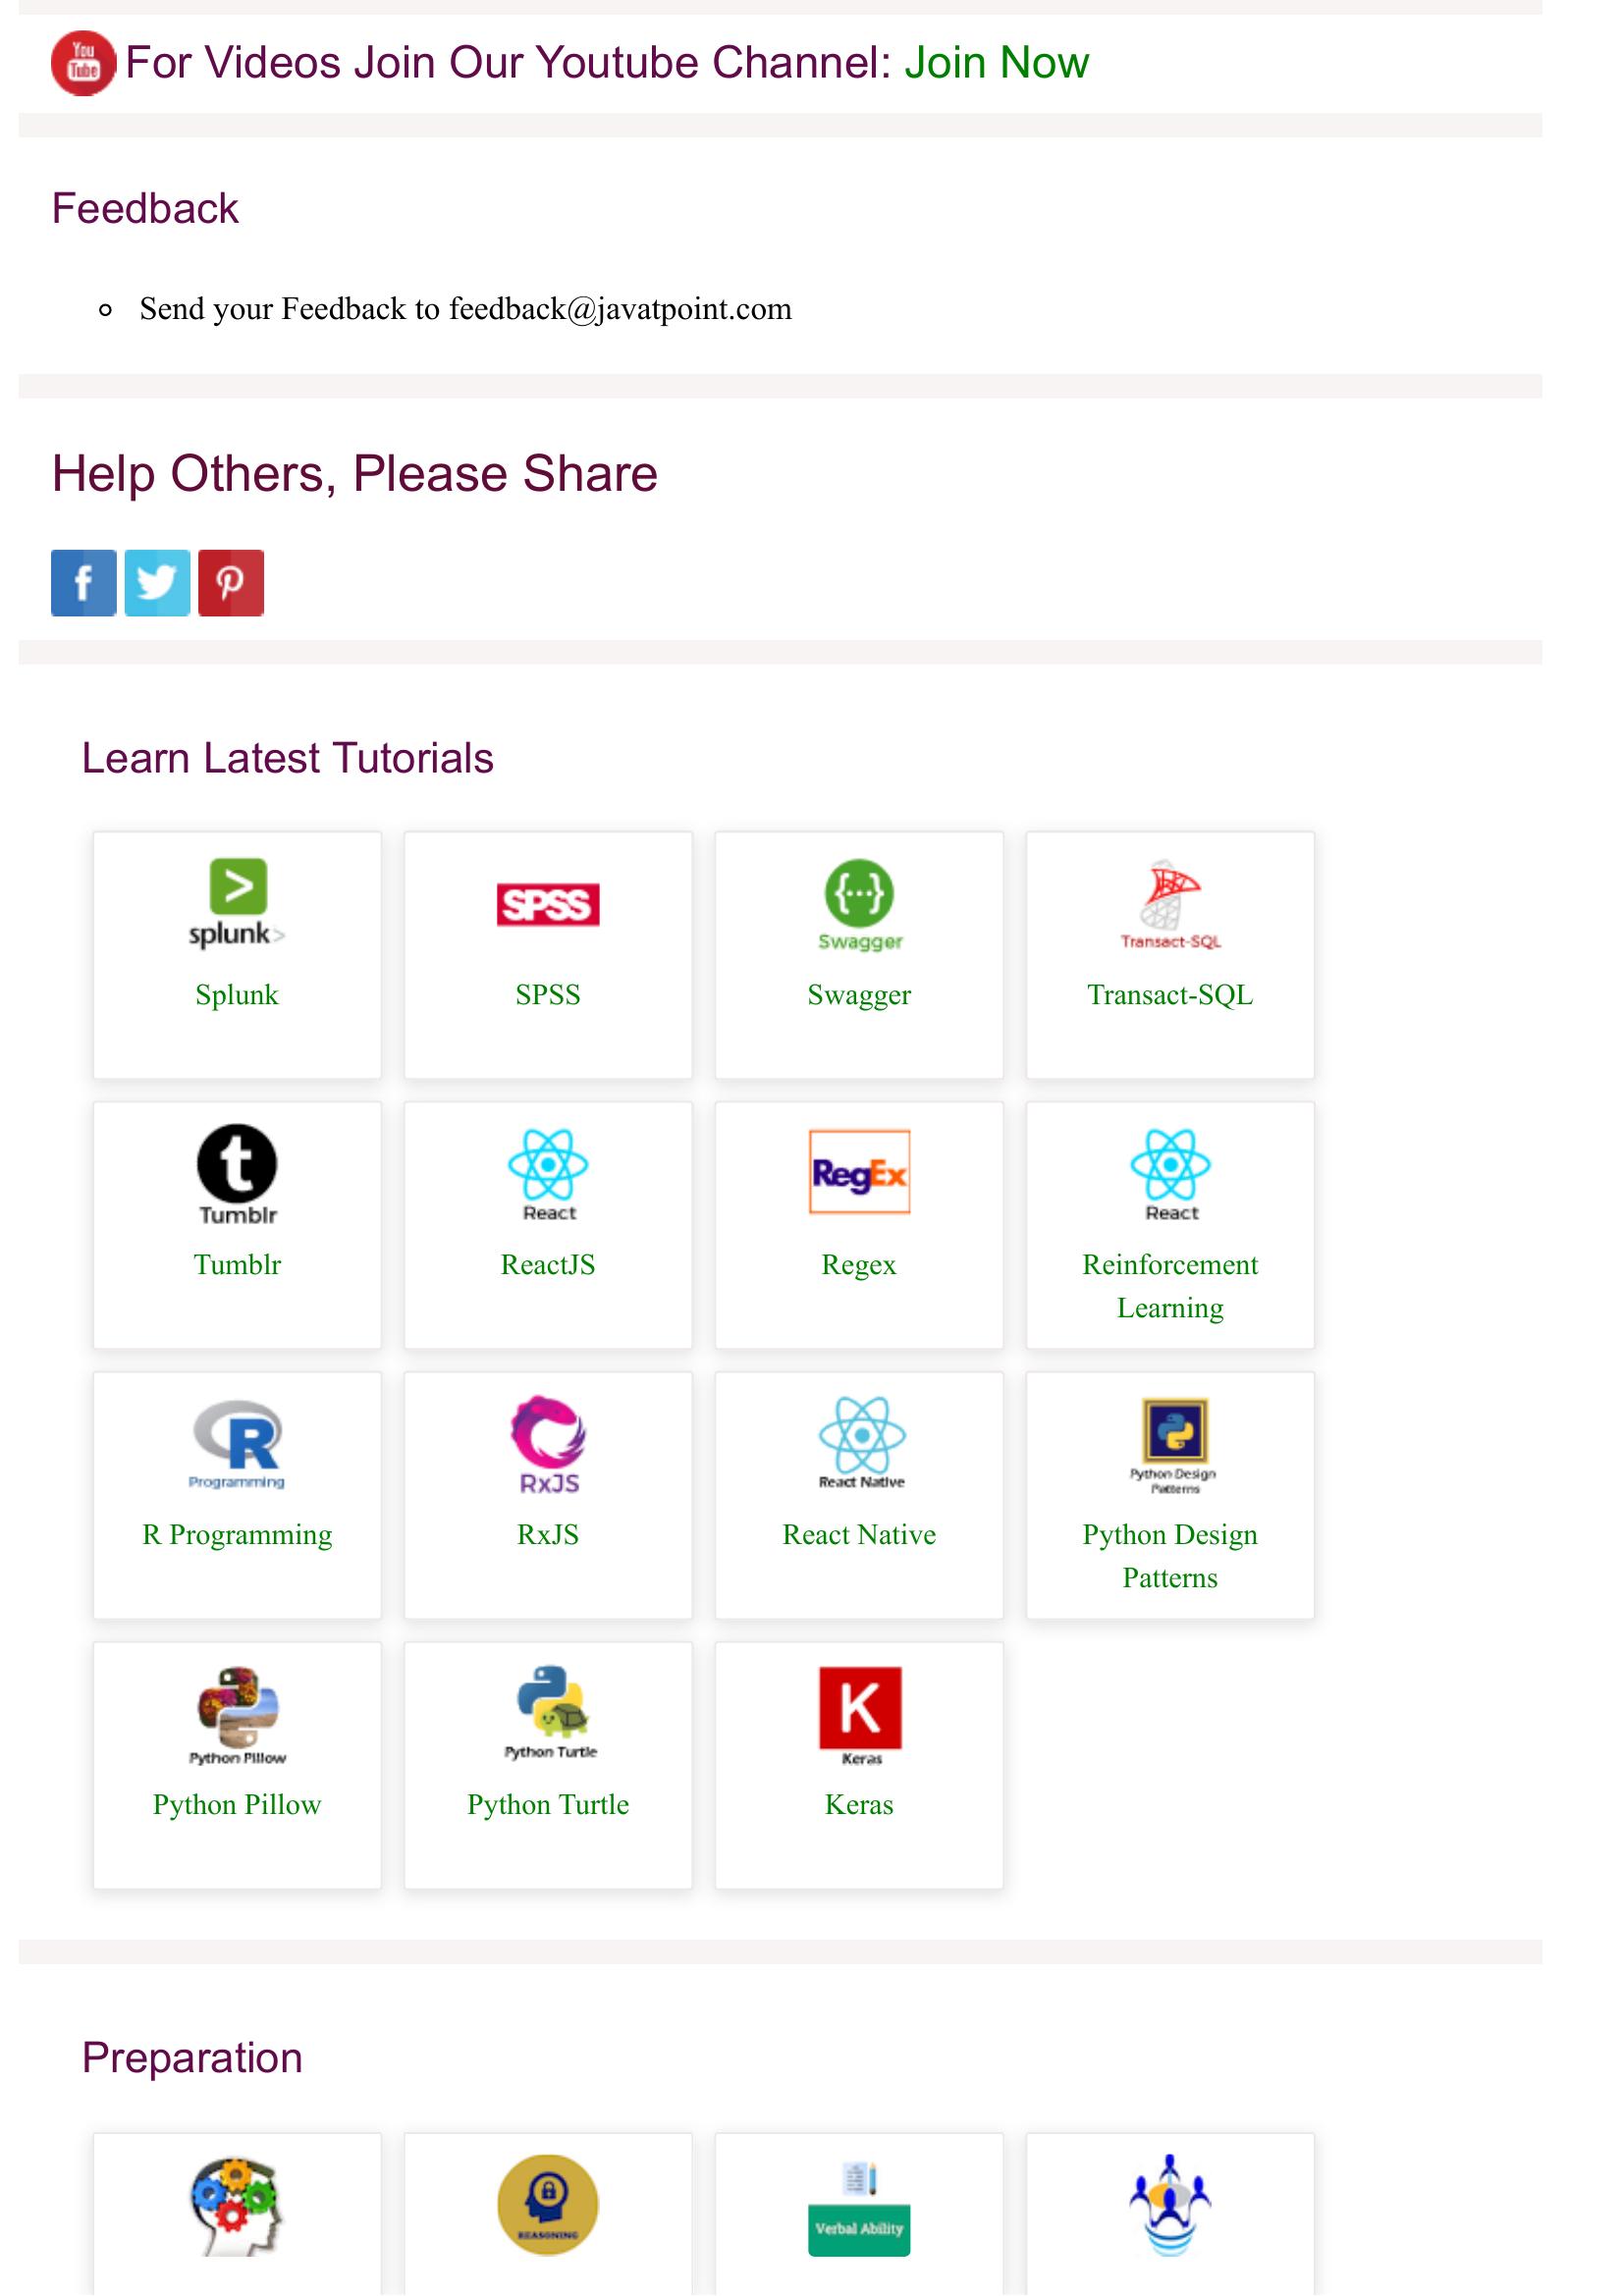 You
Tube
For Videos Join Our Youtube Channel: Join Now
Feedback
Send your Feedback to feedback@javatpoint.com
Help Others, Please Share
f
Learn Latest Tutorials
>
splunk>
Splunk
SPSS
SPSS
{...}
Swagger
Swagger
Transact-SQL
Transact-SQL
t
Tumblr
Tumblr
React
ReactJS
RegEx
Regex
React
Reinforcement
Learning
R
Programming
R Programming
RxJS
RxJS
React Native
React Native
Python Design
Patterns
Python Design
Patterns
Python Pillow
Python Pillow
Python Turtle
Python Turtle
K
Keras
Keras
Preparation
REASONING
Verbal Ability